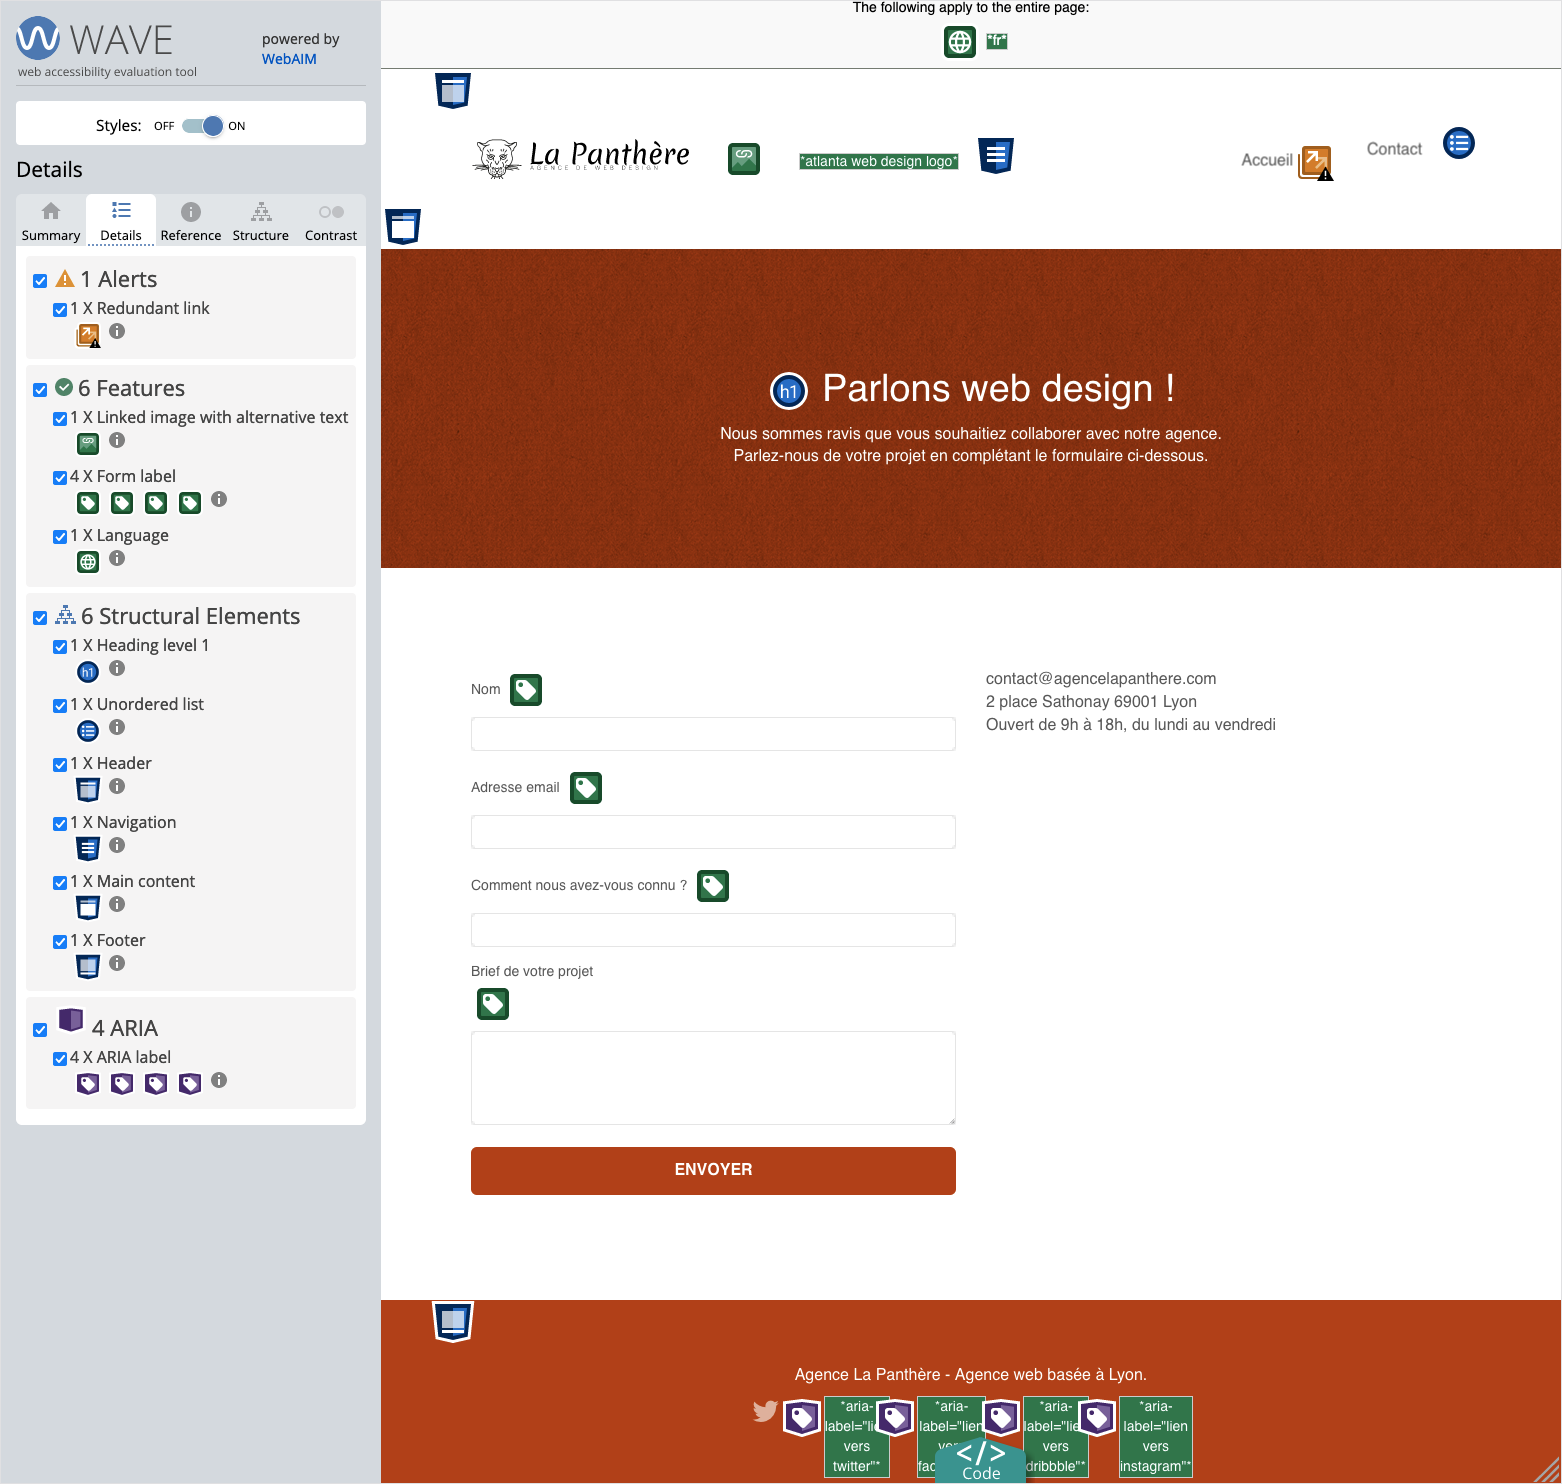 WAVE
web accessibility evaluation tool
powered by
WebAIM
Styles: OFF ON
Details
Summary Details Reference Structure Contrast
1 Alerts
1 X Redundant link
6 Features
1 X Linked image with alternative text
4 X Form label
1 X Language
6 Structural Elements
h1
1 X Heading level 1
h1
1 X Unordered list
1 X Header
1 X Navigation
1 X Main content
1 X Footer
4 ARIA
4 X ARIA label
The following apply to the entire page:
*fr*
La Panthère
AGENCE DE WEB DESIGN
*atlanta web design logo*
Accueil
Contact
h1 Parlons web design !
Nous sommes ravis que vous souhaitiez collaborer avec notre agence.
Parlez-nous de votre projet en complétant le formulaire ci-dessous.
Nom
Adresse email
Comment nous avez-vous connu ?
Brief de votre projet
ENVOYER
contact@agencelapanthere.com
2 place Sathonay 69001 Lyon
Ouvert de 9h à 18h, du lundi au vendredi
Agence La Panthère - Agence web basée à Lyon.
*aria- *aria- *aria- *aria-
label="lien label="lien label="lien label="lien
vers vers vers
twitter"* dribbble"* instagram"*
</> Code